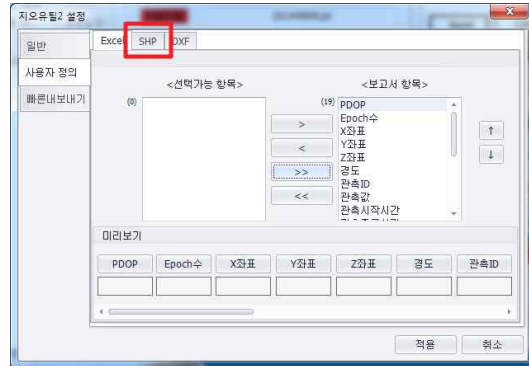 지오유틸2 설정
일반
사용자 정의
빠른내보내기
Excel SHP DXF
<선택가능 항목>
<보고서 항목>
(0)
(19)
>
<
>>
<<
PDOP
Epoch수
X좌표
Y좌표
Z좌표
경도
관측ID
관측값
관측시작시간
↑
↓
미리보기
PDOP Epoch수 X좌표 Y좌표 Z좌표 경도 관측ID
적용 취소